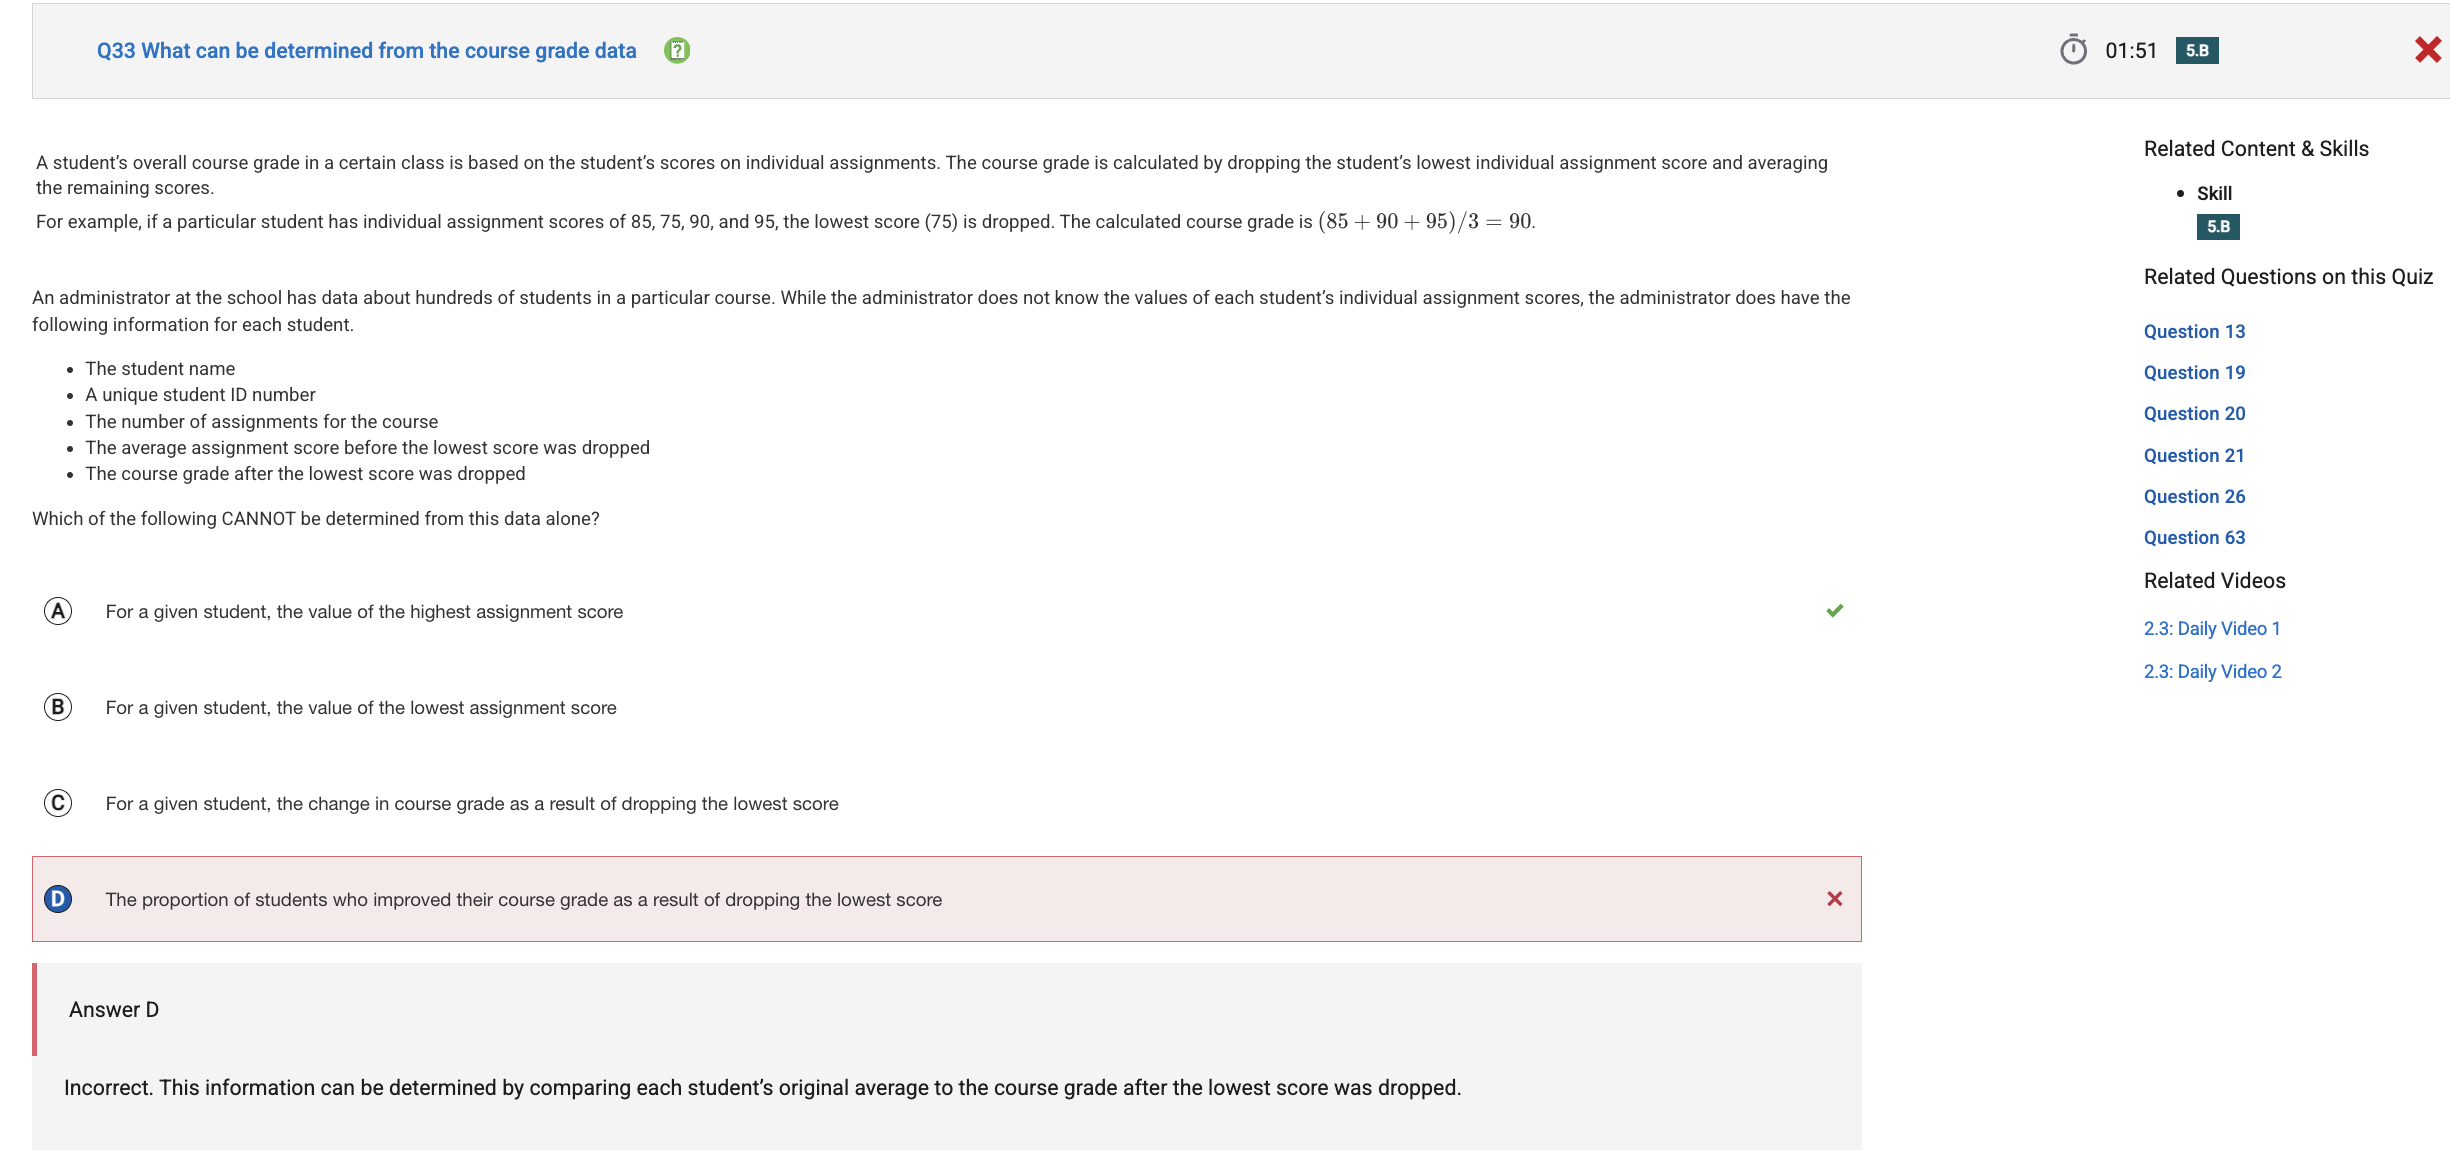 Q33 What can be determined from the course grade data
01:51 5.B
A student's overall course grade in a certain class is based on the student's scores on individual assignments. The course grade is calculated by dropping the student's lowest individual assignment score and averaging
the remaining scores.
For example, if a particular student has individual assignment scores of 85, 75, 90, and 95, the lowest score (75) is dropped. The calculated course grade is (85 + 90 + 95)/3 = 90.
An administrator at the school has data about hundreds of students in a particular course. While the administrator does not know the values of each student's individual assignment scores, the administrator does have the
following information for each student.
• The student name
• A unique student ID number
• The number of assignments for the course
• The average assignment score before the lowest score was dropped
• The course grade after the lowest score was dropped
Which of the following CANNOT be determined from this data alone?
A For a given student, the value of the highest assignment score
B For a given student, the value of the lowest assignment score
C For a given student, the change in course grade as a result of dropping the lowest score
D The proportion of students who improved their course grade as a result of dropping the lowest score
Answer D
Incorrect. This information can be determined by comparing each student's original average to the course grade after the lowest score was dropped.
Related Content & Skills
• Skill
5.B
Related Questions on this Quiz
Question 13
Question 19
Question 20
Question 21
Question 26
Question 63
Related Videos
2.3: Daily Video 1
2.3: Daily Video 2